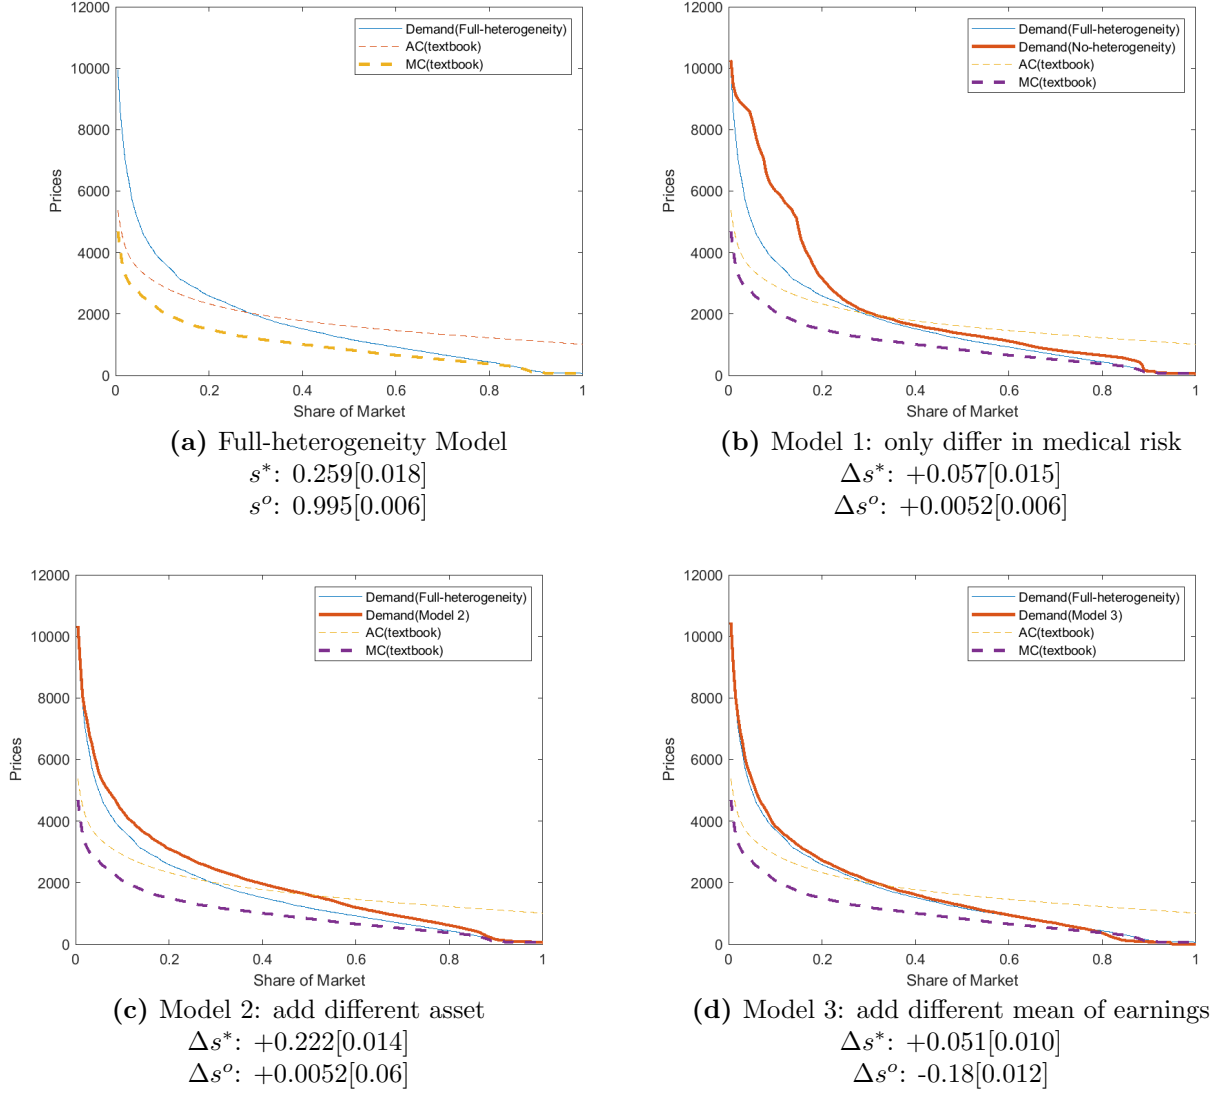 12000
10000
8000
6000
4000
2000
0
Prices
0
0.2
0.4
0.6
0.8
1
Share of Market
Demand(Full-heterogeneity)
AC(textbook)
MC(textbook)
(a) Full-heterogeneity Model
s*: 0.259[0.018]
s^o: 0.995[0.006]
12000
10000
8000
6000
4000
2000
0
Prices
0
0.2
0.4
0.6
0.8
1
Share of Market
Demand(Full-heterogeneity)
Demand(No-heterogeneity)
AC(textbook)
MC(textbook)
(b) Model 1: only differ in medical risk
Δs*: +0.057[0.015]
Δs^o: +0.0052[0.006]
12000
10000
8000
6000
4000
2000
0
Prices
0
0.2
0.4
0.6
0.8
1
Share of Market
Demand(Full-heterogeneity)
Demand(Model 2)
AC(textbook)
MC(textbook)
(c) Model 2: add different asset
Δs*: +0.222[0.014]
Δs^o: +0.0052[0.06]
12000
10000
8000
6000
4000
2000
0
Prices
0
0.2
0.4
0.6
0.8
1
Share of Market
Demand(Full-heterogeneity)
Demand(Model 3)
AC(textbook)
MC(textbook)
(d) Model 3: add different mean of earnings
Δs*: +0.051[0.010]
Δs^o: -0.18[0.012]